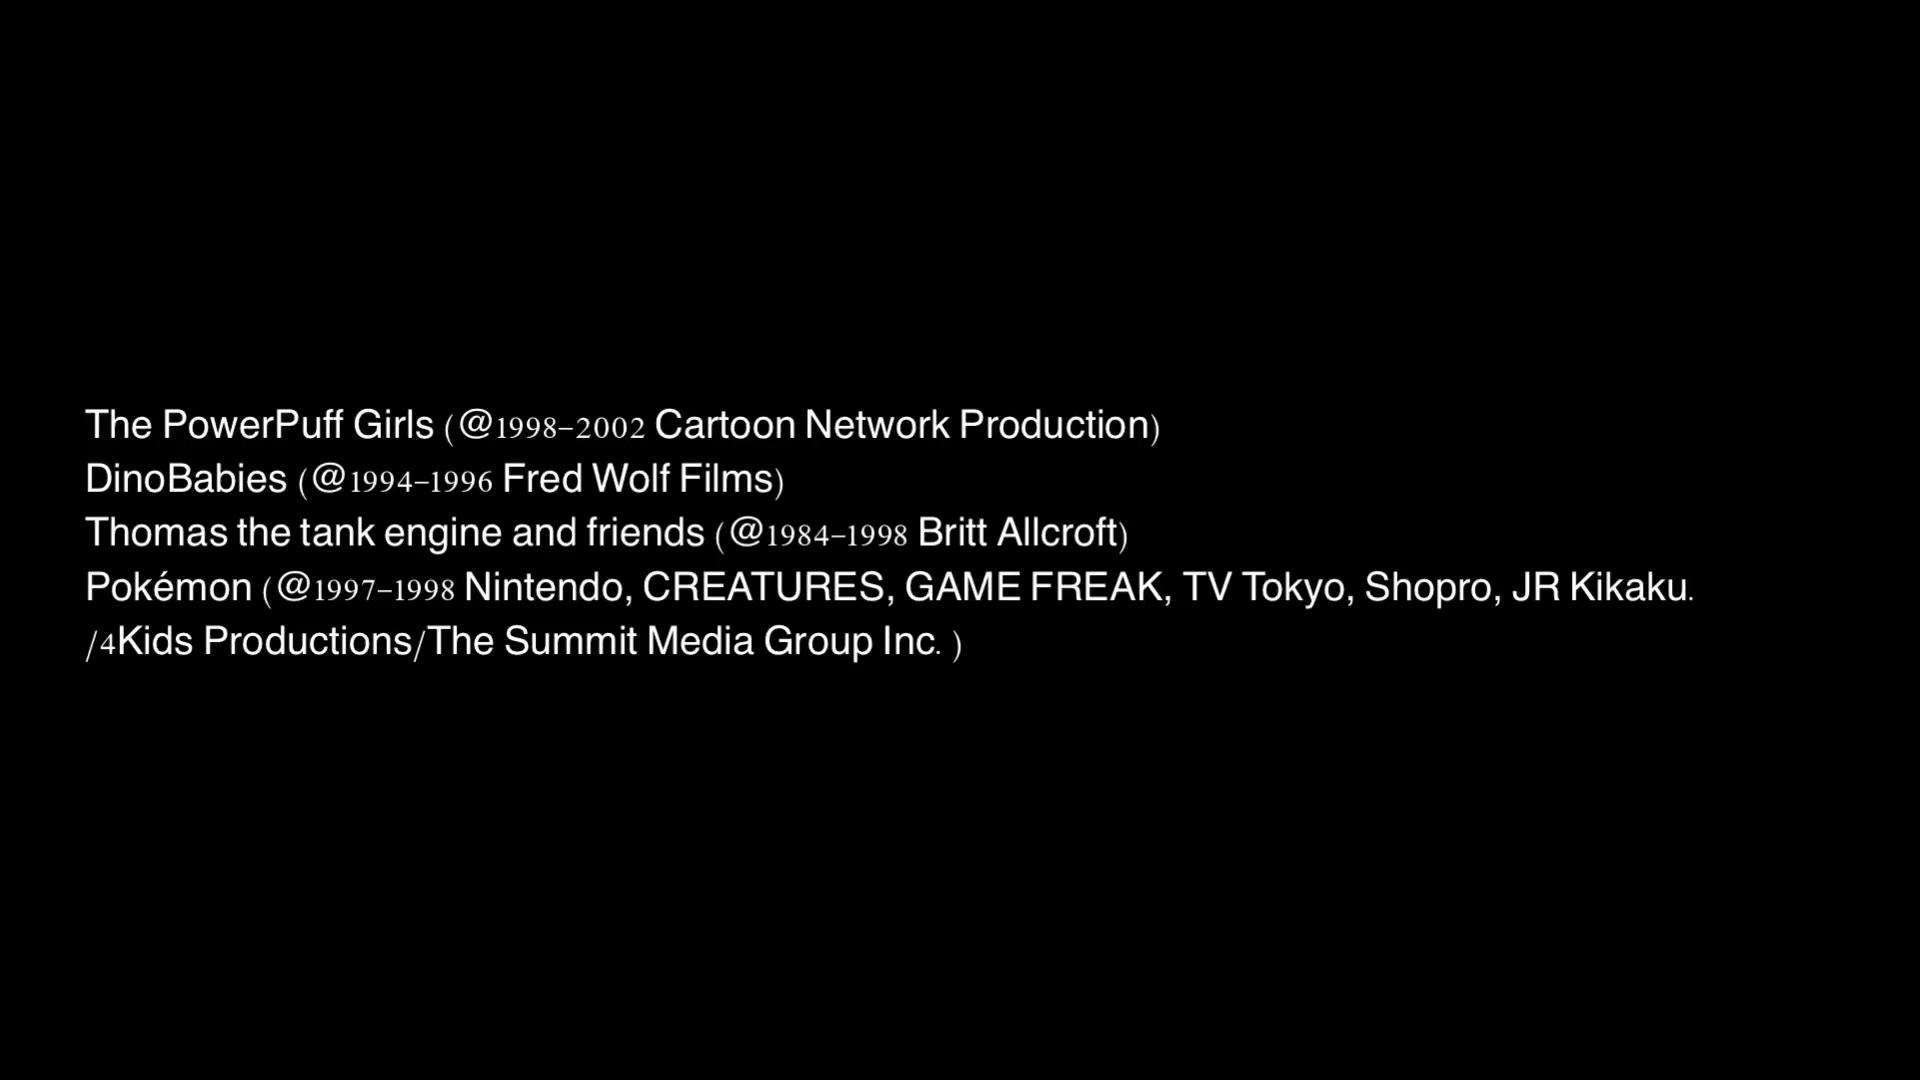 The PowerPuff Girls (@1998-2002 Cartoon Network Production)
DinoBabies (@1994-1996 Fred Wolf Films)
Thomas the tank engine and friends (@1984-1998 Britt Allcroft)
Pokémon (@1997-1998 Nintendo, CREATURES, GAME FREAK, TV Tokyo, Shopro, JR Kikaku.
/4Kids Productions/The Summit Media Group Inc. )